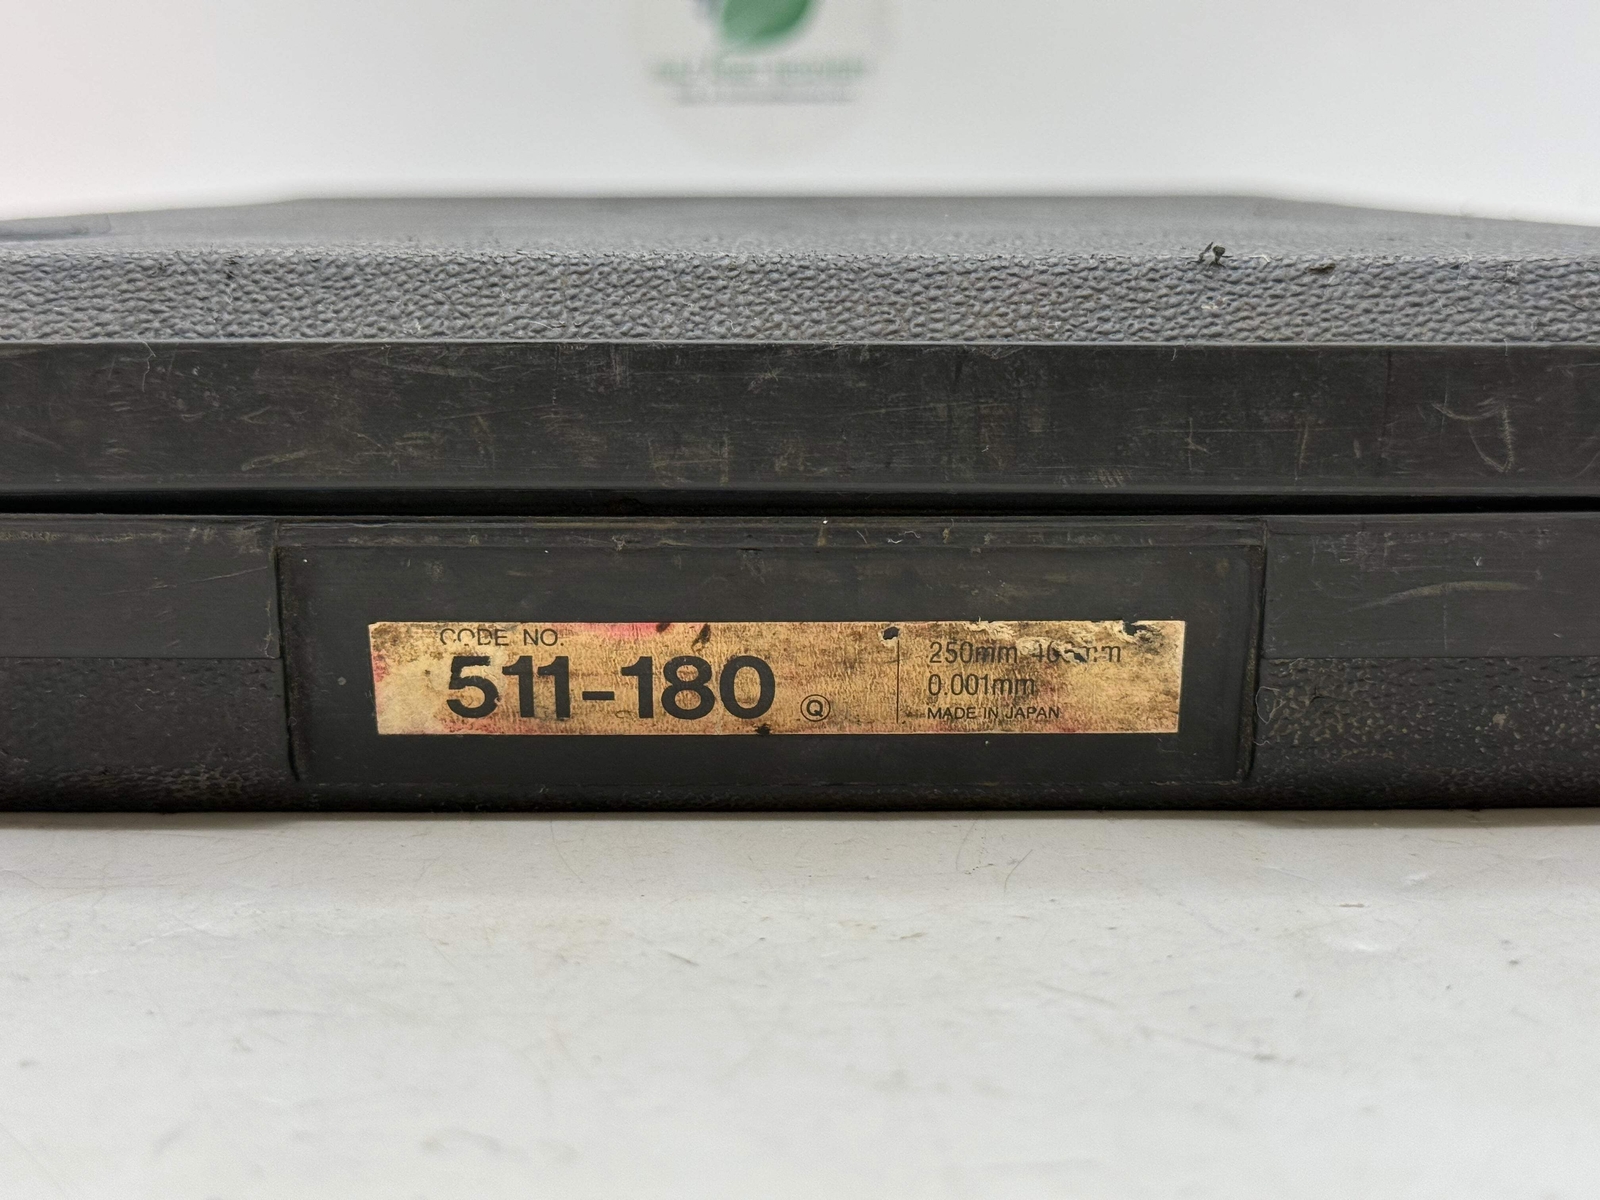 CODE NO.
511-180 Q
250mm
0.001mm
MADE IN JAPAN